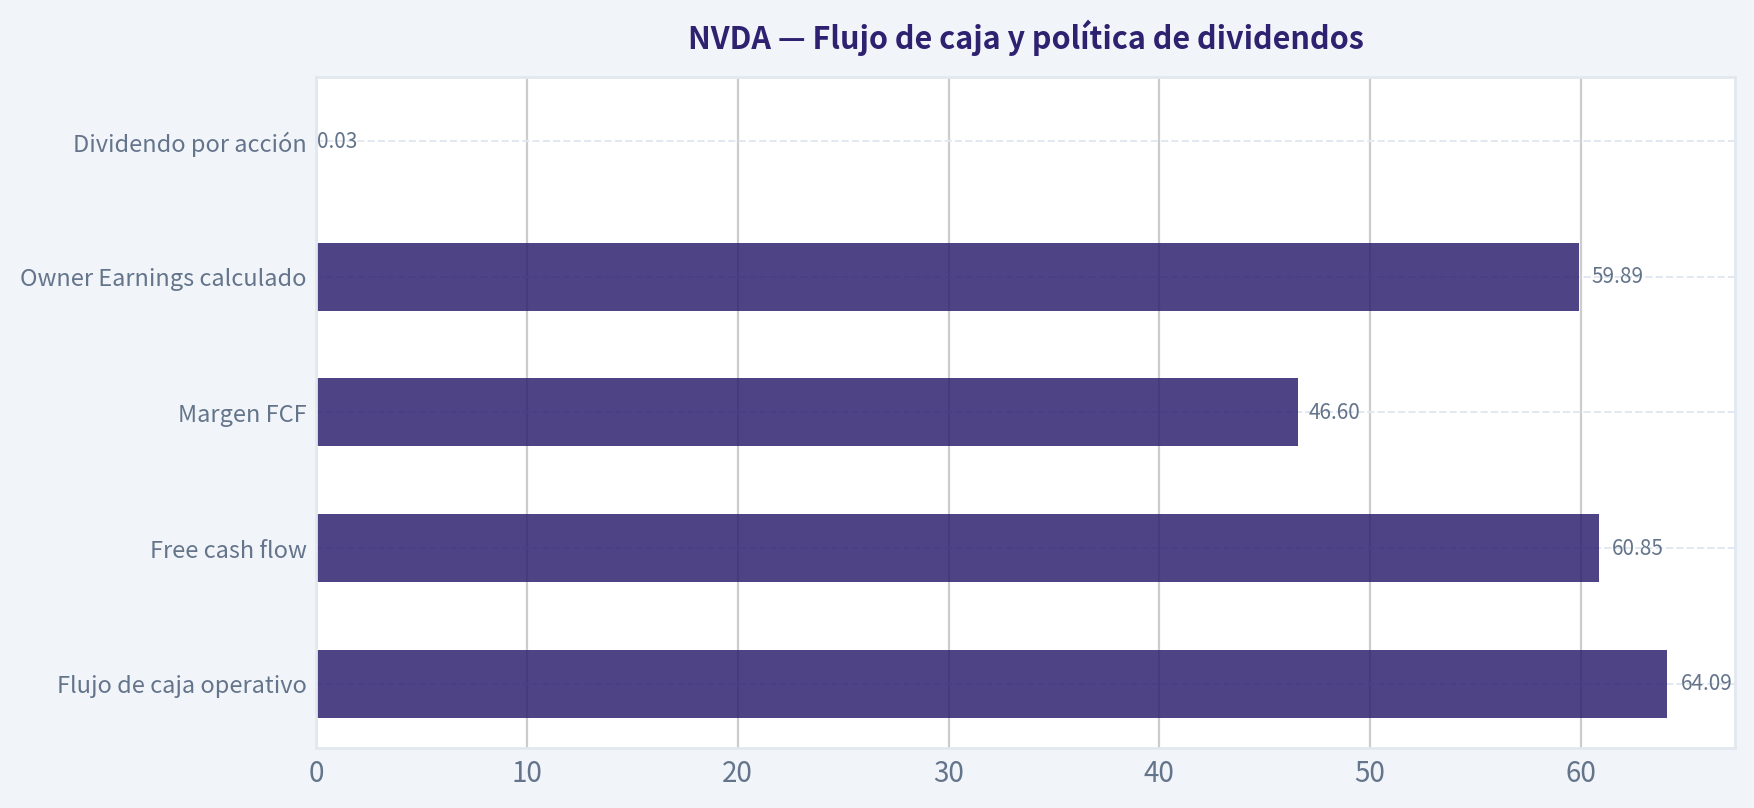 NVDA — Flujo de caja y política de dividendos
Dividendo por acción 0.03
Owner Earnings calculado 59.89
Margen FCF 46.60
Free cash flow 60.85
Flujo de caja operativo 64.09
0 10 20 30 40 50 60